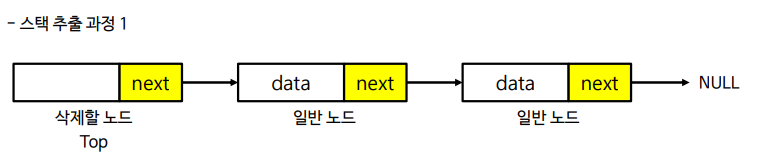 - 스택 추출 과정 1
next data next data next NULL
삭제할 노드 일반 노드 일반 노드
Top